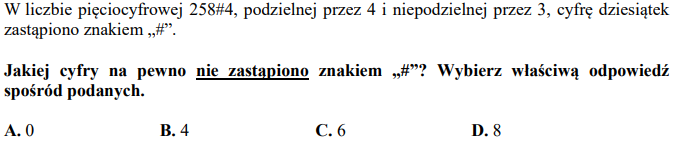 W liczbie pięciocyfrowej 258#4, podzielnej przez 4 i niepodzielnej przez 3, cyfrę dziesiątek
zastąpiono znakiem „#”.
Jakiej cyfry na pewno nie zastąpiono znakiem „#”? Wybierz właściwą odpowiedź
spośród podanych.
A. 0 B. 4 C. 6 D. 8